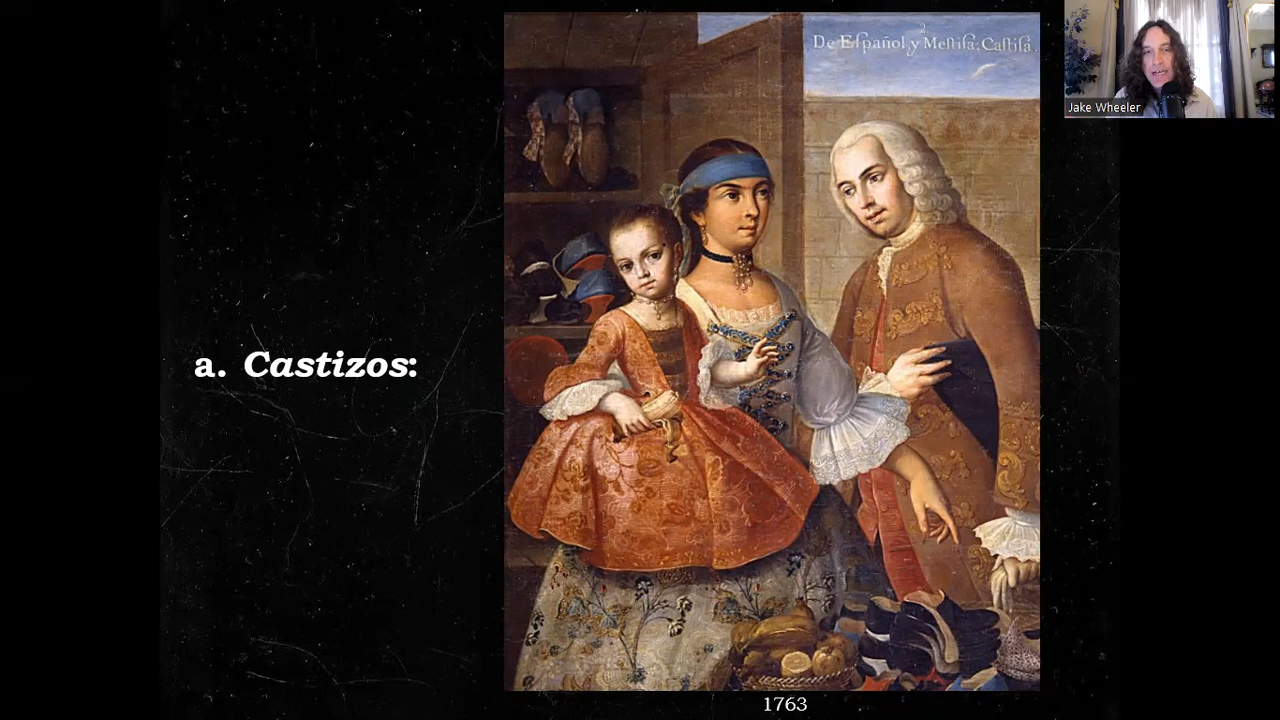 2
De Eſpañol, y Meſtiſa; Caſtiſa.
Jake Wheeler
a. Castizos:
1763